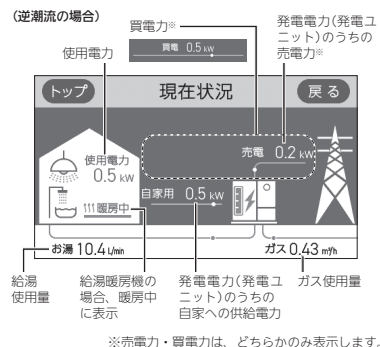 (逆潮流の場合)
買電力※
買電 0.5 kW
発電電力(発電ユ
ニット)のうちの
売電力※
使用電力
トップ
現在状況
戻る
売電 0.2 kW
使用電力
0.5 kW
自家用 0.5 kW
暖房中
お湯 10.4 L/min
ガス 0.43 m³/h
給湯
使用量
給湯暖房機の
場合、暖房中
に表示
発電電力(発電ユ
ニット)のうちの
自家への供給電力
ガス使用量
※売電力・買電力は、どちらかのみ表示します。